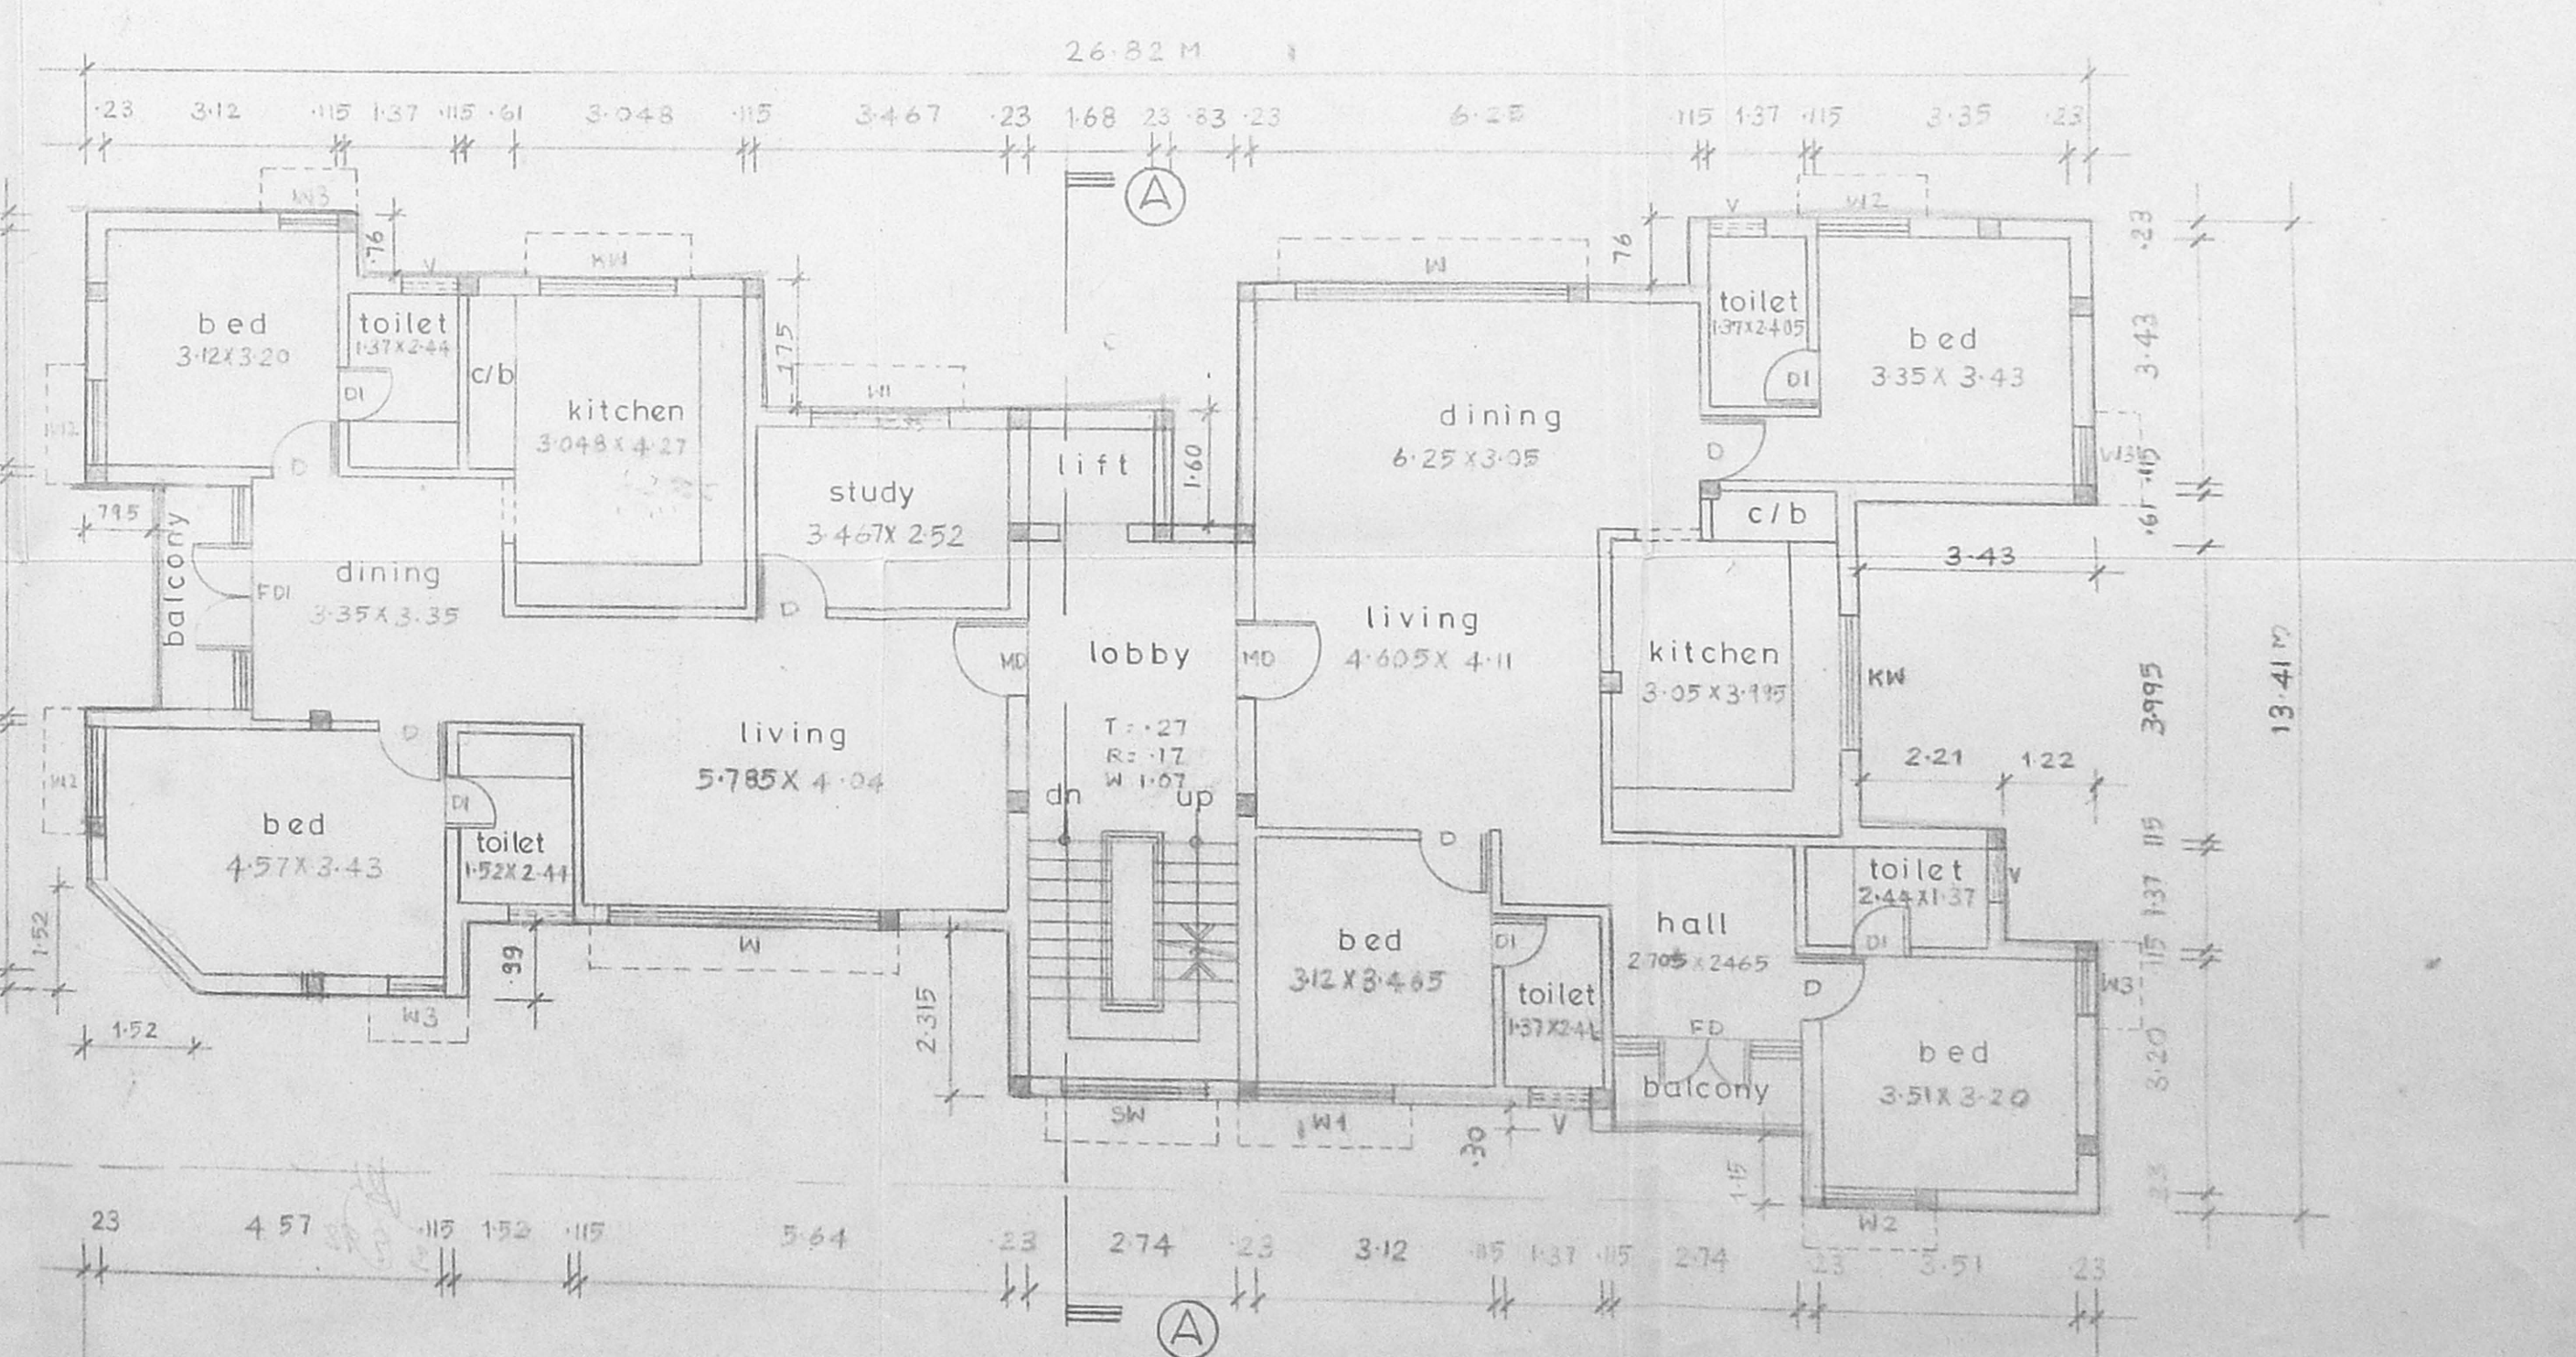 26.82 M
.23 3.12 .115 1.37 .115 .61 3.048 .115 3.467 .23 1.68 23 .83 .23 6.25 .115 1.37 .115 3.35 .23
A
W3
V
W2
.76
V
KW
W
76
.23
bed
3.12X3.20
toilet
1.37X2.44
c/b
D1
D
kitchen
3.048X4.27
1.75
W1
study
3.467X2.52
lift
1.60
dining
6.25X3.05
toilet
1.37X2.405
D1
bed
3.35X3.43
3.43
D
W3
.115
c/b
.61
3.43
W2
795
balcony
FD1
dining
3.35X3.35
D
MD
lobby
MD
living
4.605X4.11
kitchen
3.05X3.995
KW
3.995
13.41 m
T = .27
R = .17
W 1.07
dn
up
living
5.785X4.04
2.21
1.22
W2
D
bed
4.57X3.43
D1
toilet
1.52X2.44
D
toilet
2.44X1.37
V
D1
115
1.37
115
1.52
.99
W
bed
3.12X3.465
D1
toilet
hall
2705X2465
D
W3
1.52
W3
2.315
FD
balcony
bed
3.51X3.20
3.20
SW
W1
.30
V
1.15
W2
23
23 4.57 .115 1.52 .115 5.64 .23 2.74 .23 3.12 .115 1.37 .115 2.74 .23 3.51 .23
A